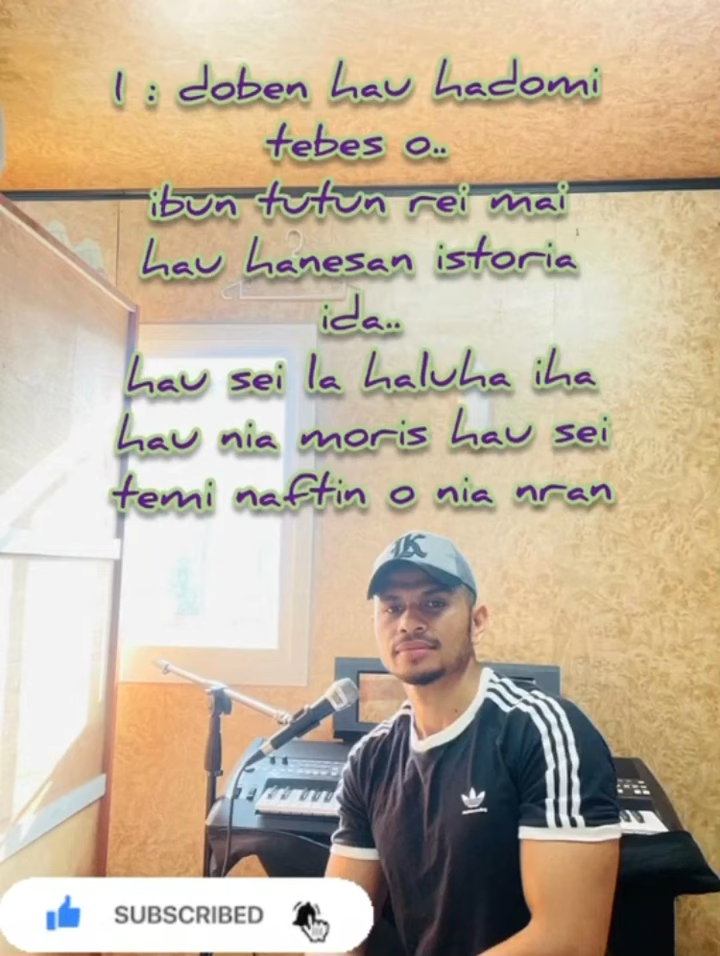 1 : doben hau hadomi
tebes o..
ibun tutun rei mai
hau hanesan istoria
ida..
hau sei la haluha iha
hau nia moris hau sei
temi naftin o nia nran
K
SUBSCRIBED